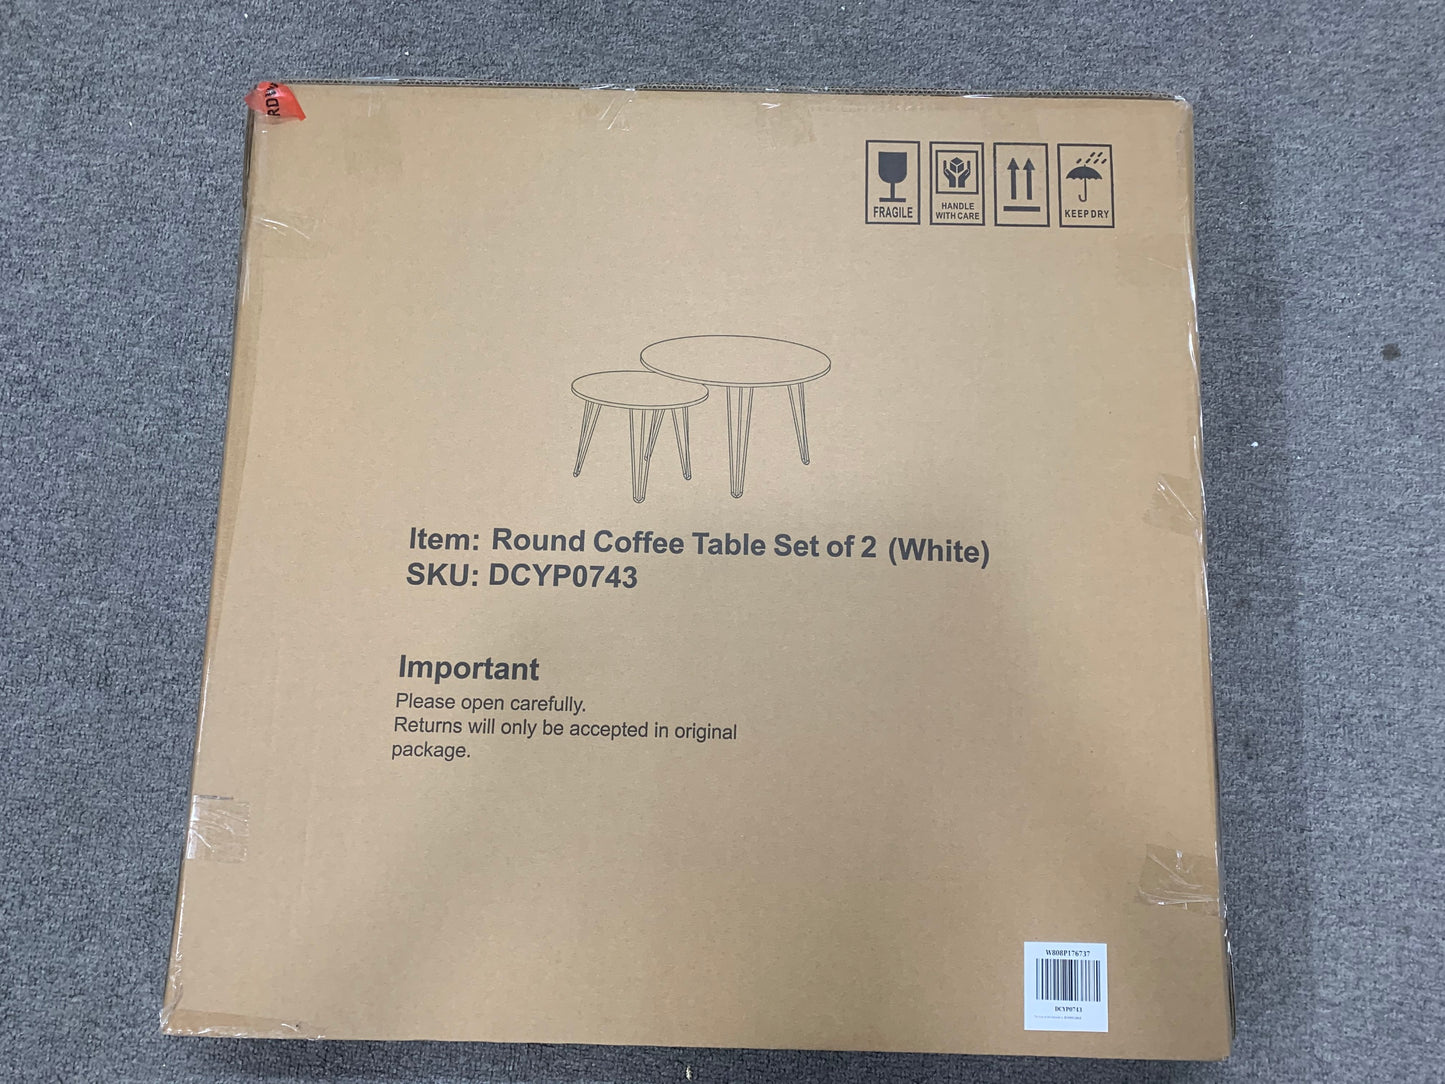 FRAGILE
HANDLE
WITH CARE
KEEP DRY
Item: Round Coffee Table Set of 2 (White)
SKU: DCYP0743
Important
Please open carefully.
Returns will only be accepted in original
package.
W808P176737
DCYP0743